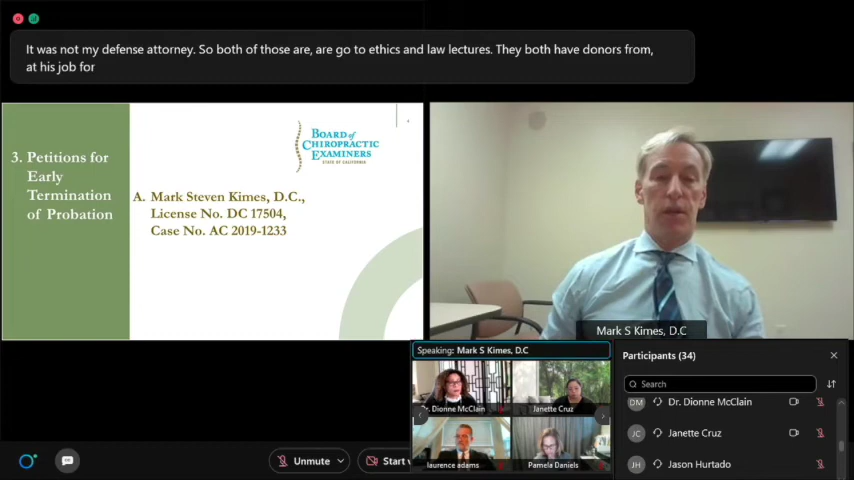 It was not my defense attorney. So both of those are, are go to ethics and law lectures. They both have donors from,
at his job for
3. Petitions for
Early
Termination
of Probation
BOARD of
CHIROPRACTIC
EXAMINERS
STATE OF CALIFORNIA
A. Mark Steven Kimes, D.C.,
License No. DC 17504,
Case No. AC 2019-1233
Mark S Kimes, D.C
Speaking: Mark S Kimes, D.C
Dr. Dionne McClain
Janette Cruz
laurence adams
Pamela Daniels
Participants (34)
Search
DM Dr. Dionne McClain
JC Janette Cruz
JH Jason Hurtado
Unmute
Start